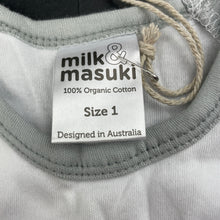 milk&
masuki
100% Organic Cotton
Size 1
Designed in Australia